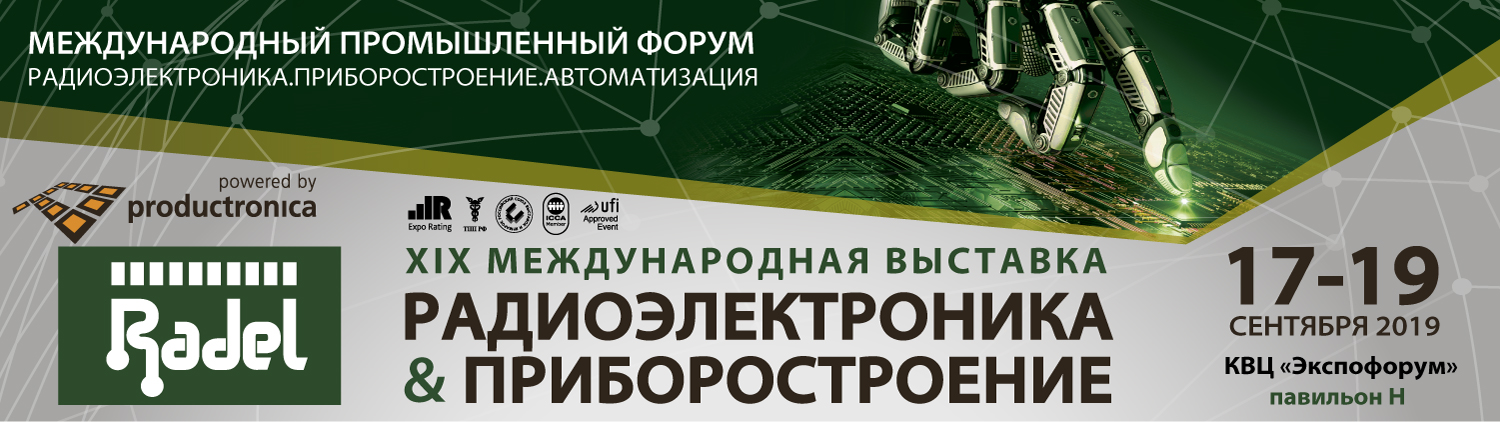 МЕЖДУНАРОДНЫЙ ПРОМЫШЛЕННЫЙ ФОРУМ
РАДИОЭЛЕКТРОНИКА.ПРИБОРОСТРОЕНИЕ.АВТОМАТИЗАЦИЯ
powered by
productronica
Expo Rating
ТПП РФ
ICCA
Member
ufi
Approved
Event
Radel
XIX МЕЖДУНАРОДНАЯ ВЫСТАВКА
РАДИОЭЛЕКТРОНИКА
& ПРИБОРОСТРОЕНИЕ
17-19
СЕНТЯБРЯ 2019
КВЦ «Экспофорум»
павильон H